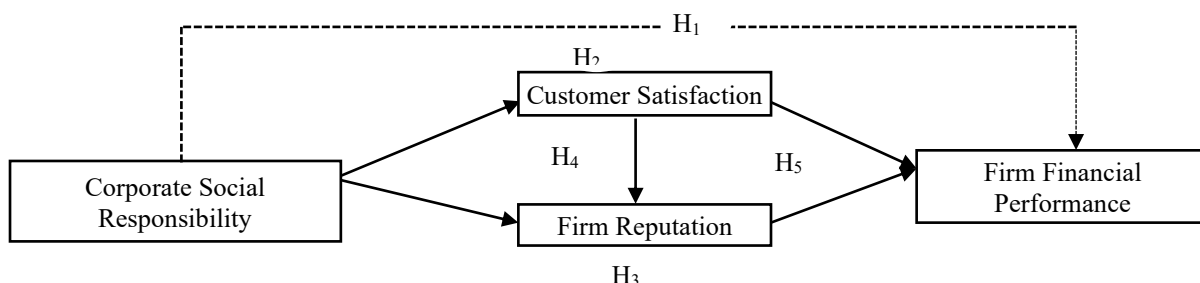 H₁
H₂
Customer Satisfaction
H₄
H₅
Corporate Social
Responsibility
Firm Financial
Performance
Firm Reputation
H₃